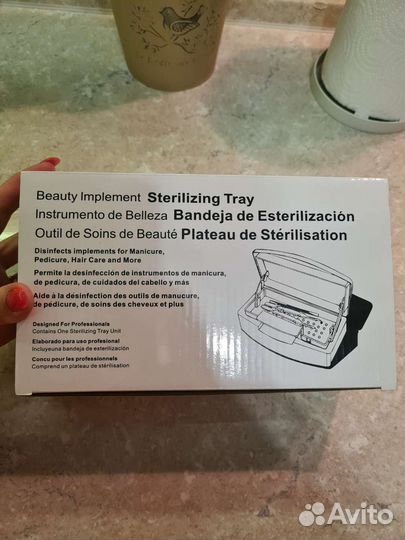 Beauty Implement Sterilizing Tray
Instrumento de Belleza Bandeja de Esterilización
Outil de Soins de Beauté Plateau de Stérilisation
Disinfects implements for Manicure,
Pedicure, Hair Care and More
Permite la desinfección de instrumentos de manicura,
de pedicura, de cuidados del cabello y más
Aide à la désinfection des outils de manucure,
de pédicure, de soins des cheveux et plus
Designed For Professionals
Contains One Sterilizing Tray Unit
Elaborado para uso profesional
Incluyeuna bandeja de esterilización
Concu pour les professionnels
Comprend un plateau de stérilisation
Avito